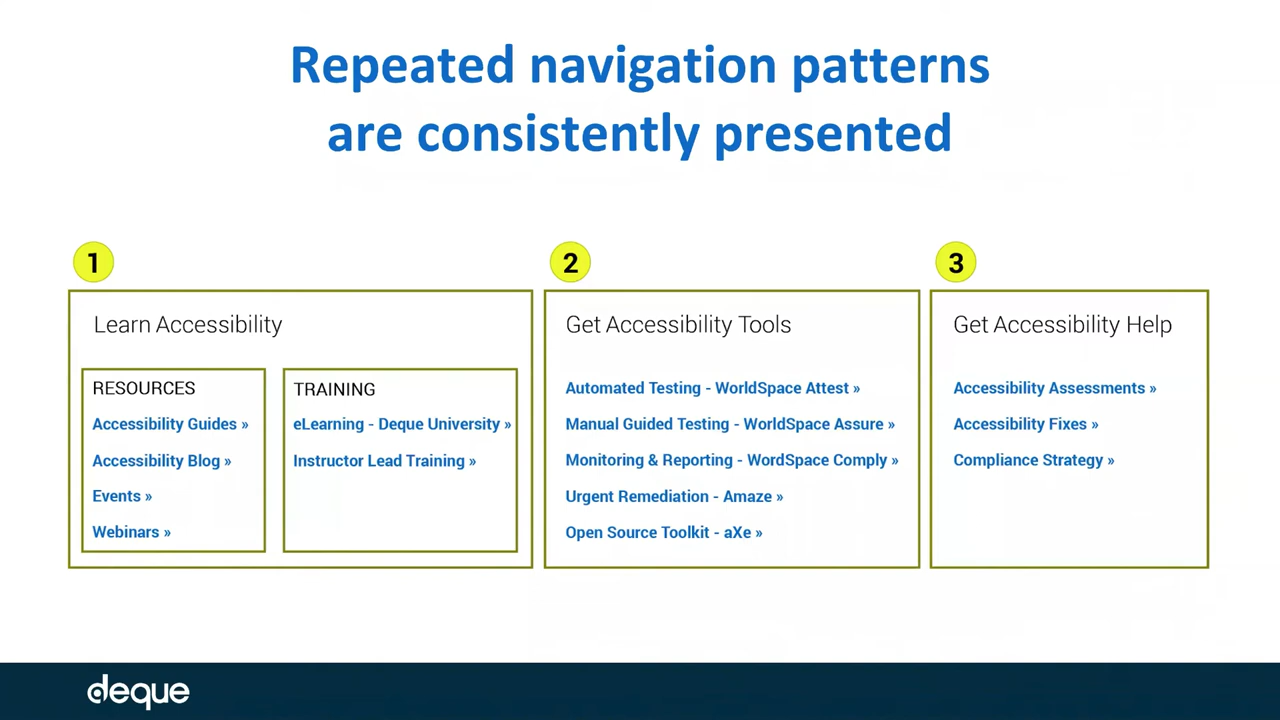 Repeated navigation patterns
are consistently presented
1
Learn Accessibility
RESOURCES
Accessibility Guides »
Accessibility Blog »
Events »
Webinars »
TRAINING
eLearning - Deque University »
Instructor Lead Training »
2
Get Accessibility Tools
Automated Testing - WorldSpace Attest »
Manual Guided Testing - WorldSpace Assure »
Monitoring & Reporting - WordSpace Comply »
Urgent Remediation - Amaze »
Open Source Toolkit - aXe »
3
Get Accessibility Help
Accessibility Assessments »
Accessibility Fixes »
Compliance Strategy »
deque